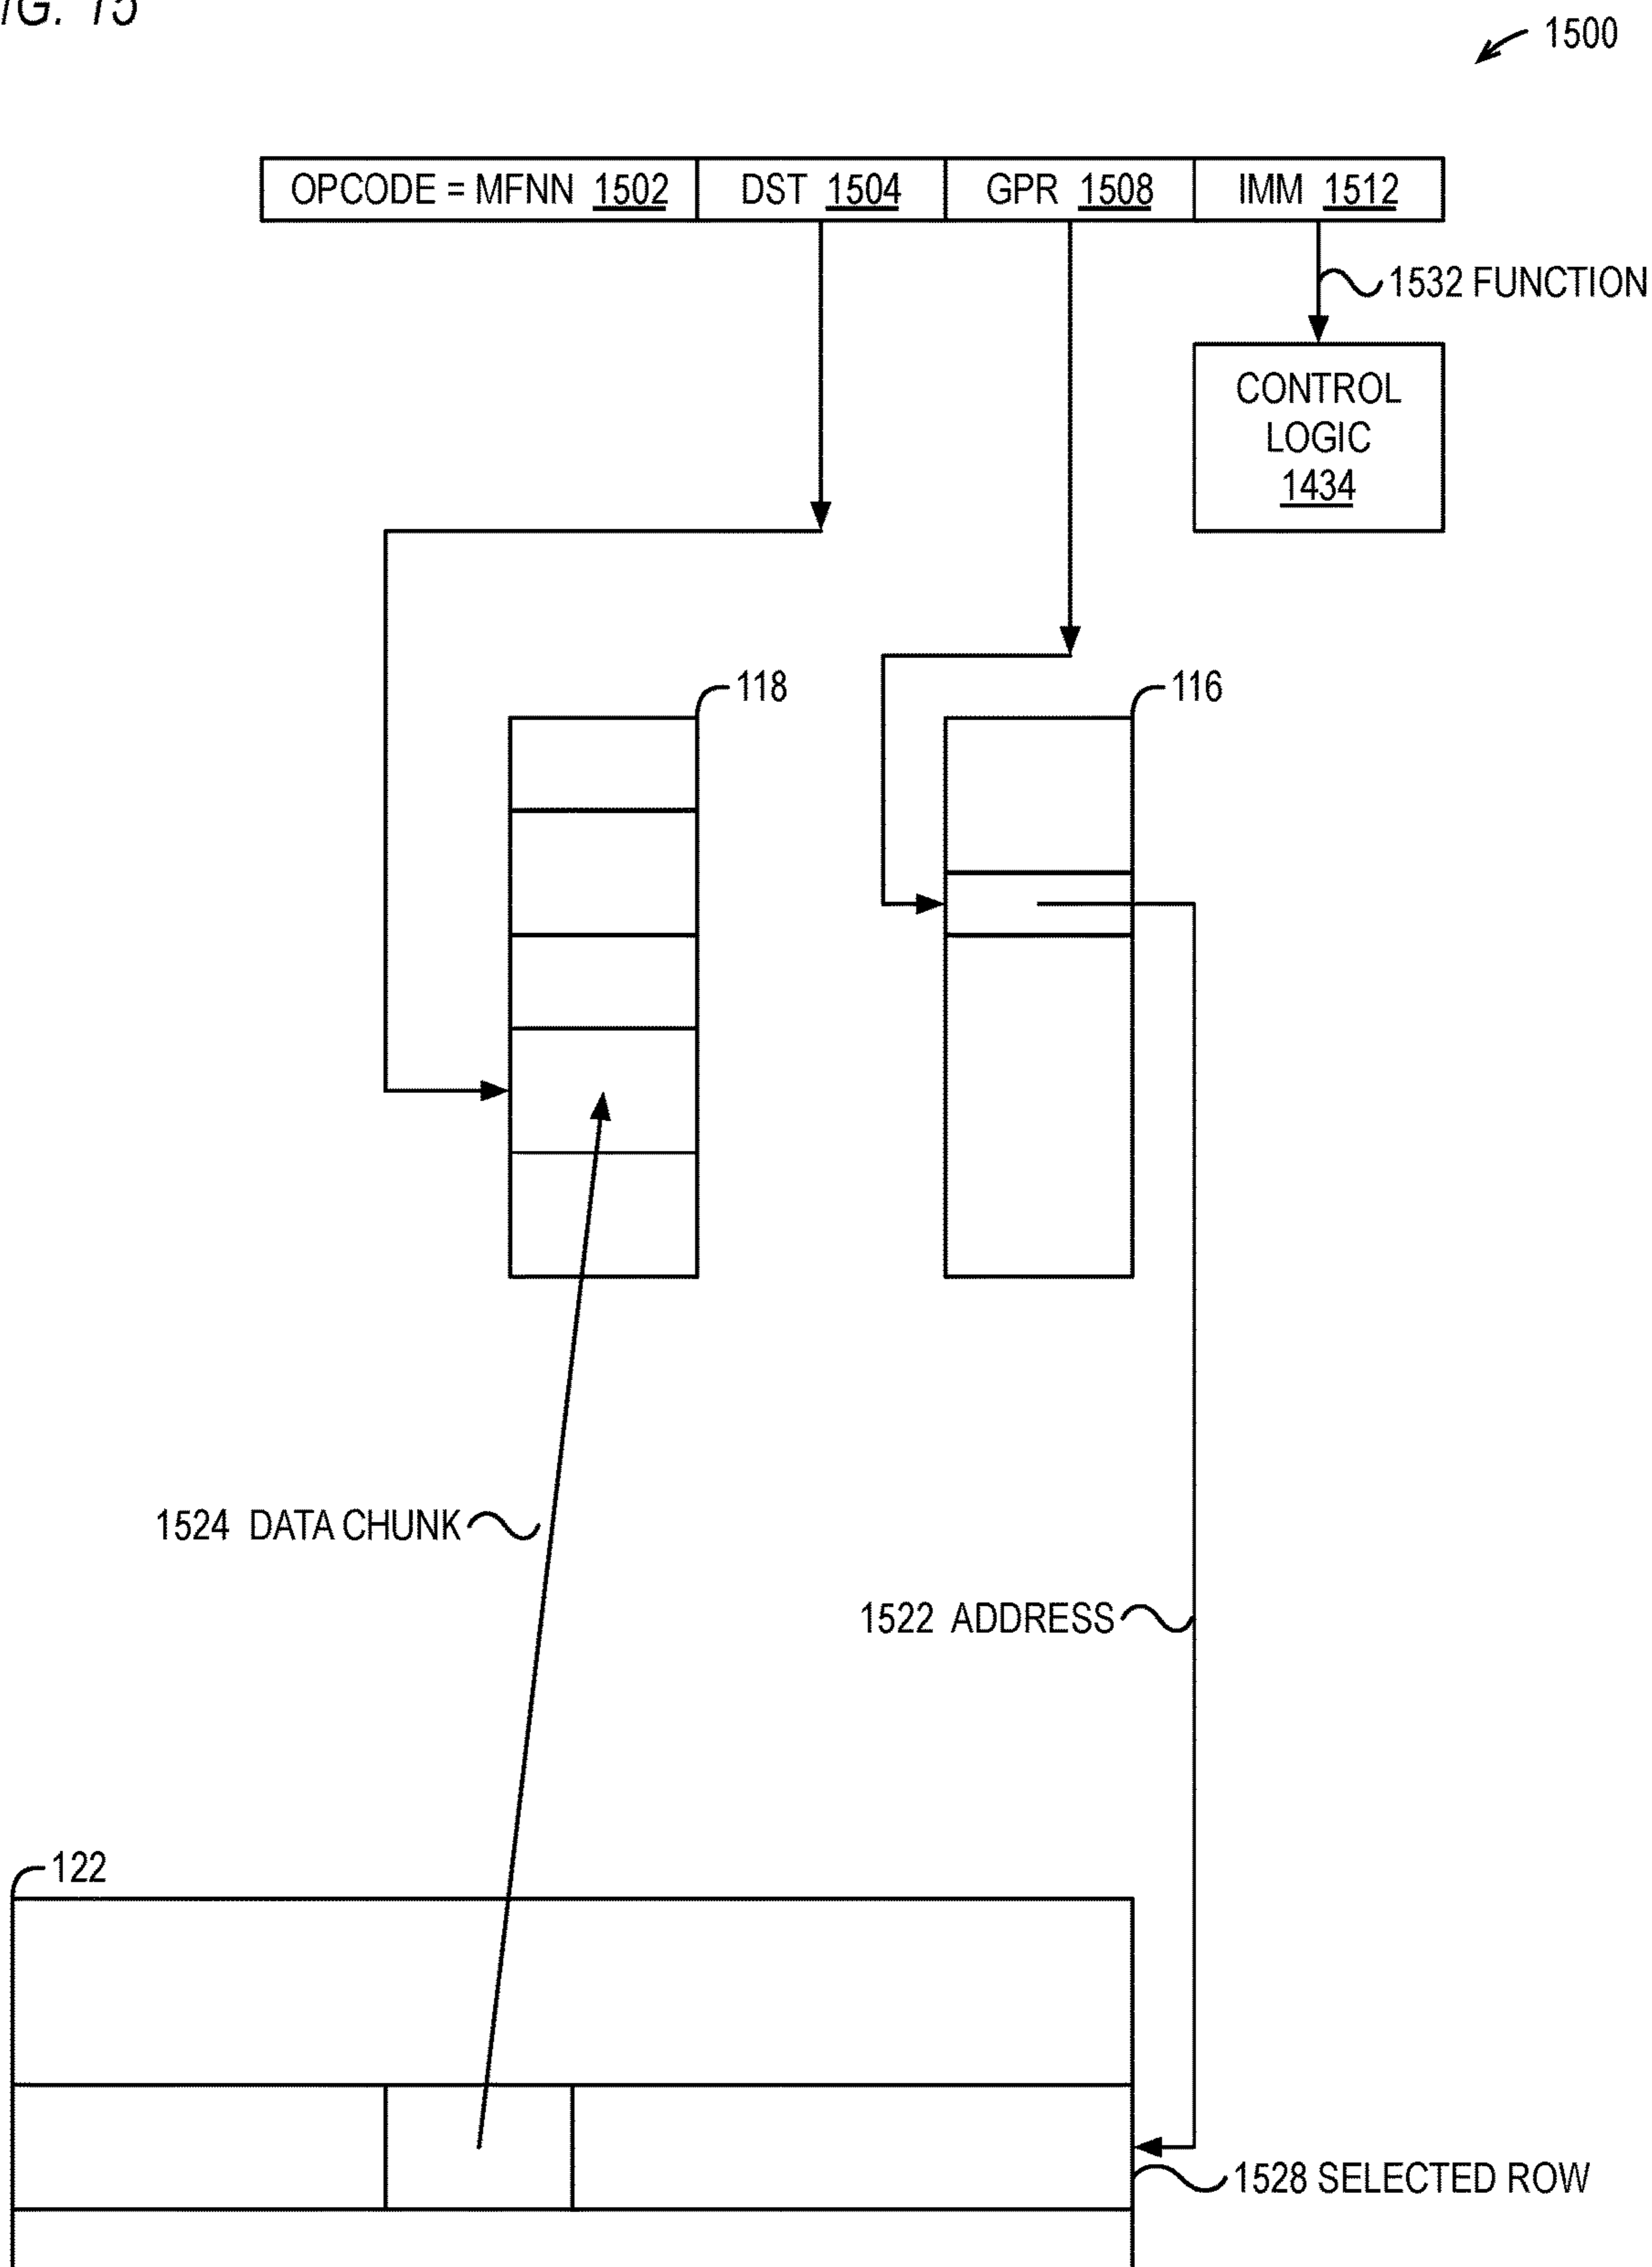 IG. 15
1500
OPCODE = MFNN 1502 DST 1504 GPR 1508 IMM 1512
1532 FUNCTION
CONTROL
LOGIC
1434
118
116
1524 DATA CHUNK
1522 ADDRESS
122
1528 SELECTED ROW